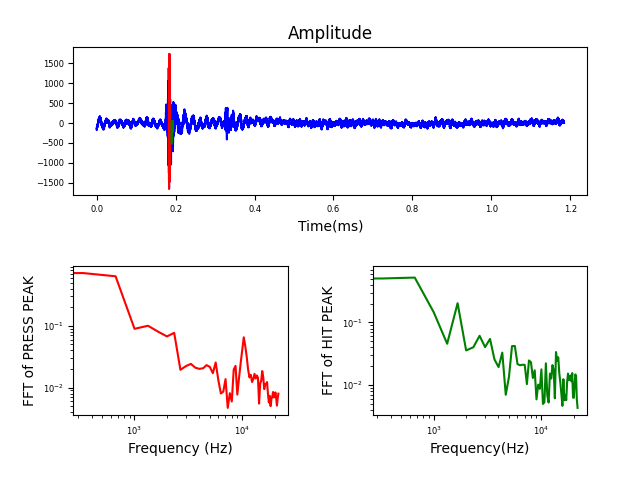 Amplitude
1500
1000
500
0
−500
−1000
−1500
0.0 0.2 0.4 0.6 0.8 1.0 1.2
Time(ms)
FFT of PRESS PEAK
10⁻¹
10⁻²
10³ 10⁴
Frequency (Hz)
FFT of HIT PEAK
10⁻¹
10⁻²
10³ 10⁴
Frequency(Hz)